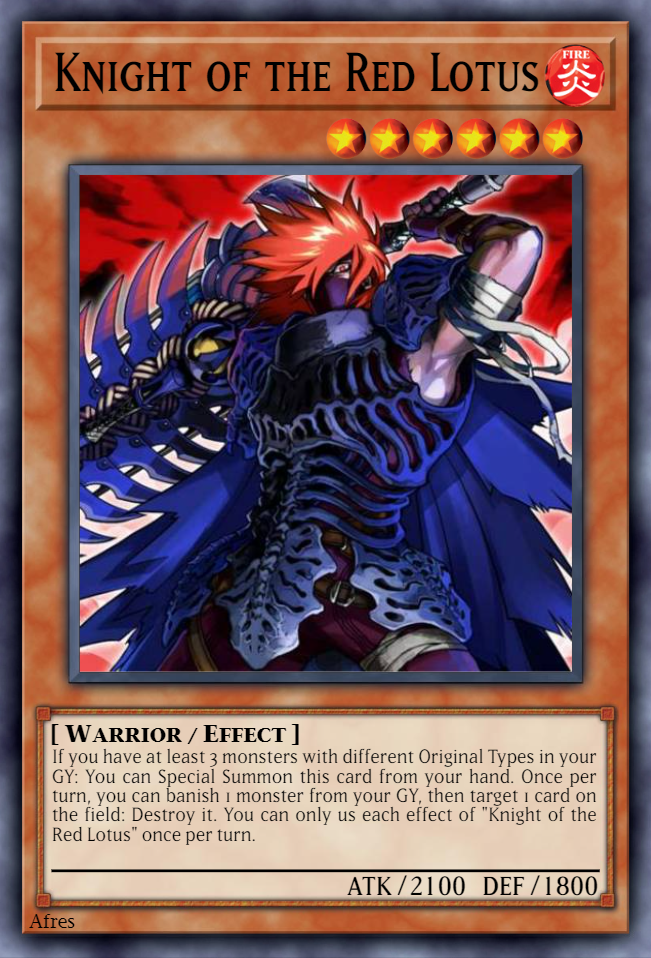 Knight of the Red Lotus
FIRE
炎
[ Warrior / Effect ]
If you have at least 3 monsters with different Original Types in your
GY: You can Special Summon this card from your hand. Once per
turn, you can banish 1 monster from your GY, then target 1 card on
the field: Destroy it. You can only us each effect of "Knight of the
Red Lotus" once per turn.
ATK / 2100 DEF / 1800
Afres